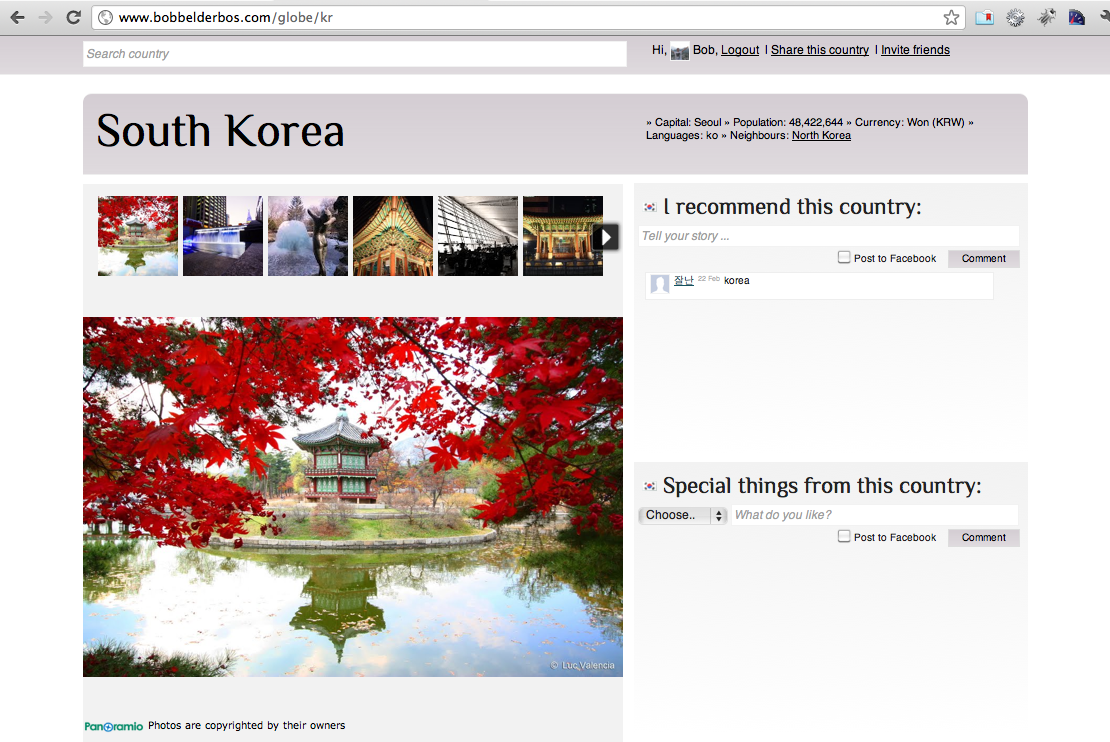 www.bobbelderbos.com/globe/kr
Search country
Hi, Bob, Logout | Share this country | Invite friends
South Korea
» Capital: Seoul » Population: 48,422,644 » Currency: Won (KRW) »
Languages: ko » Neighbours: North Korea
I recommend this country:
Tell your story ...
Post to Facebook Comment
잘난 22 Feb korea
© Luc Valencia
Special things from this country:
Choose.. What do you like?
Post to Facebook Comment
Panoramio Photos are copyrighted by their owners